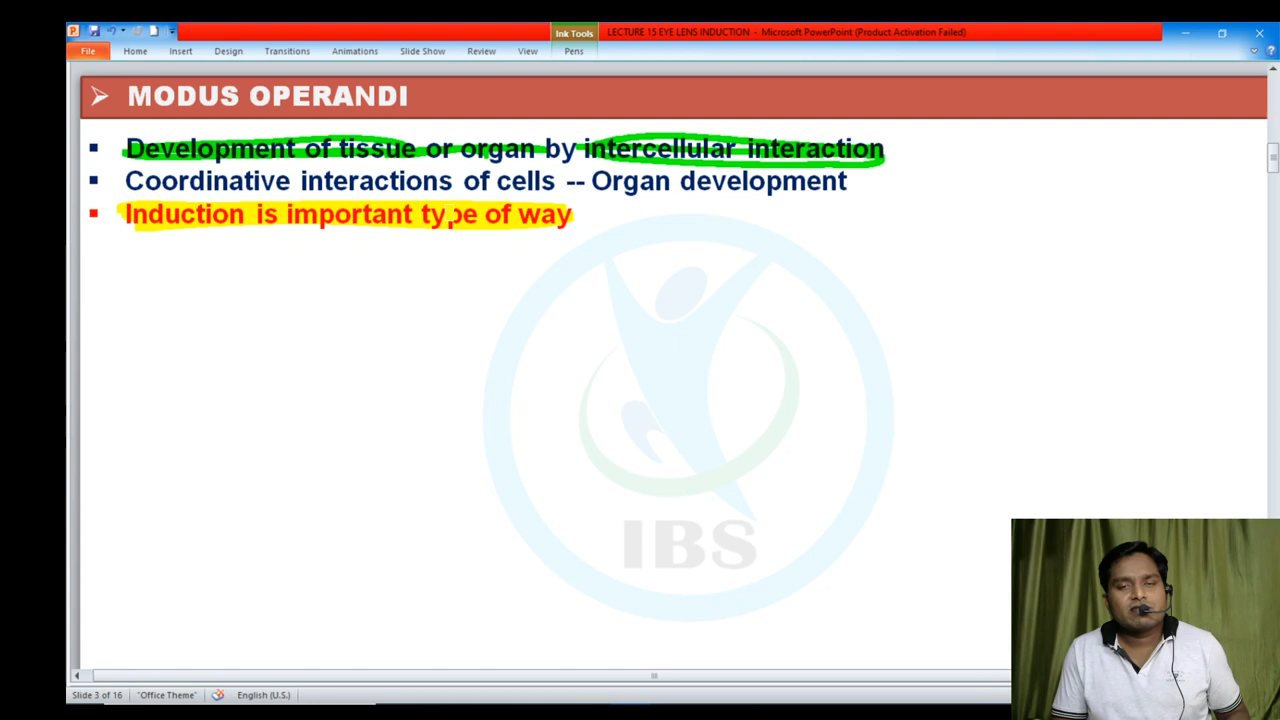 Ink Tools
LECTURE 15 EYE LENS INDUCTION - Microsoft PowerPoint (Product Activation Failed)
File Home Insert Design Transitions Animations Slide Show Review View Pens
MODUS OPERANDI
Development of tissue or organ by intercellular interaction
Coordinative interactions of cells -- Organ development
Induction is important type of way
IBS
Slide 3 of 16 "Office Theme" English (U.S.)